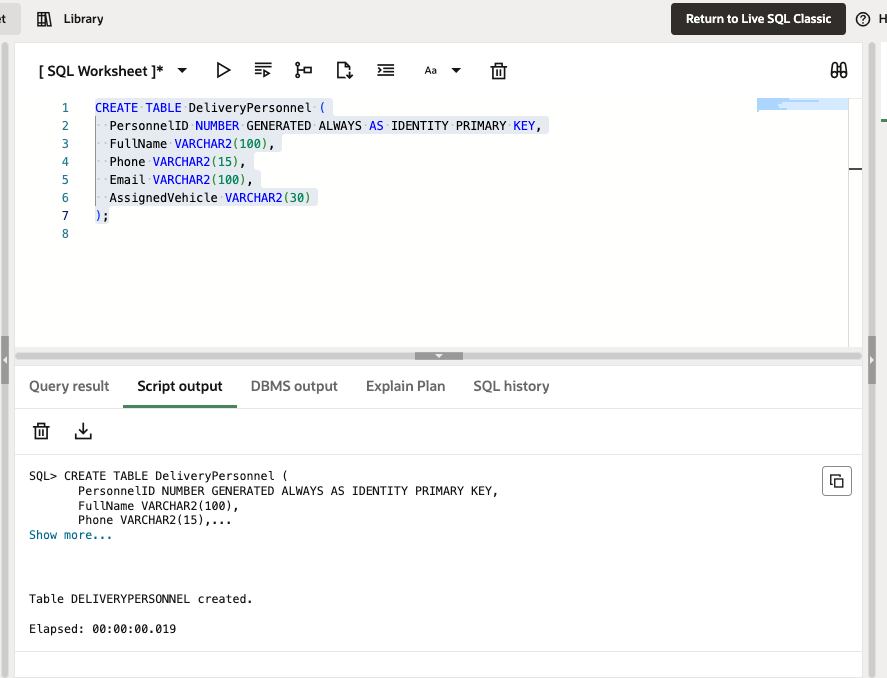 et Library Return to Live SQL Classic H
[ SQL Worksheet ]* Aa
1 CREATE TABLE DeliveryPersonnel (
2 PersonnelID NUMBER GENERATED ALWAYS AS IDENTITY PRIMARY KEY,
3 FullName VARCHAR2(100),
4 Phone VARCHAR2(15),
5 Email VARCHAR2(100),
6 AssignedVehicle VARCHAR2(30)
7 );
8
Query result Script output DBMS output Explain Plan SQL history
SQL> CREATE TABLE DeliveryPersonnel (
PersonnelID NUMBER GENERATED ALWAYS AS IDENTITY PRIMARY KEY,
FullName VARCHAR2(100),
Phone VARCHAR2(15),...
Show more...
Table DELIVERYPERSONNEL created.
Elapsed: 00:00:00.019